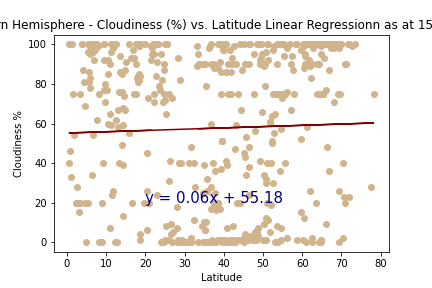 rn Hemisphere - Cloudiness (%) vs. Latitude Linear Regressionn as at 15
100
80
60
40
20
0
Cloudiness %
y = 0.06x + 55.18
0 10 20 30 40 50 60 70 80
Latitude